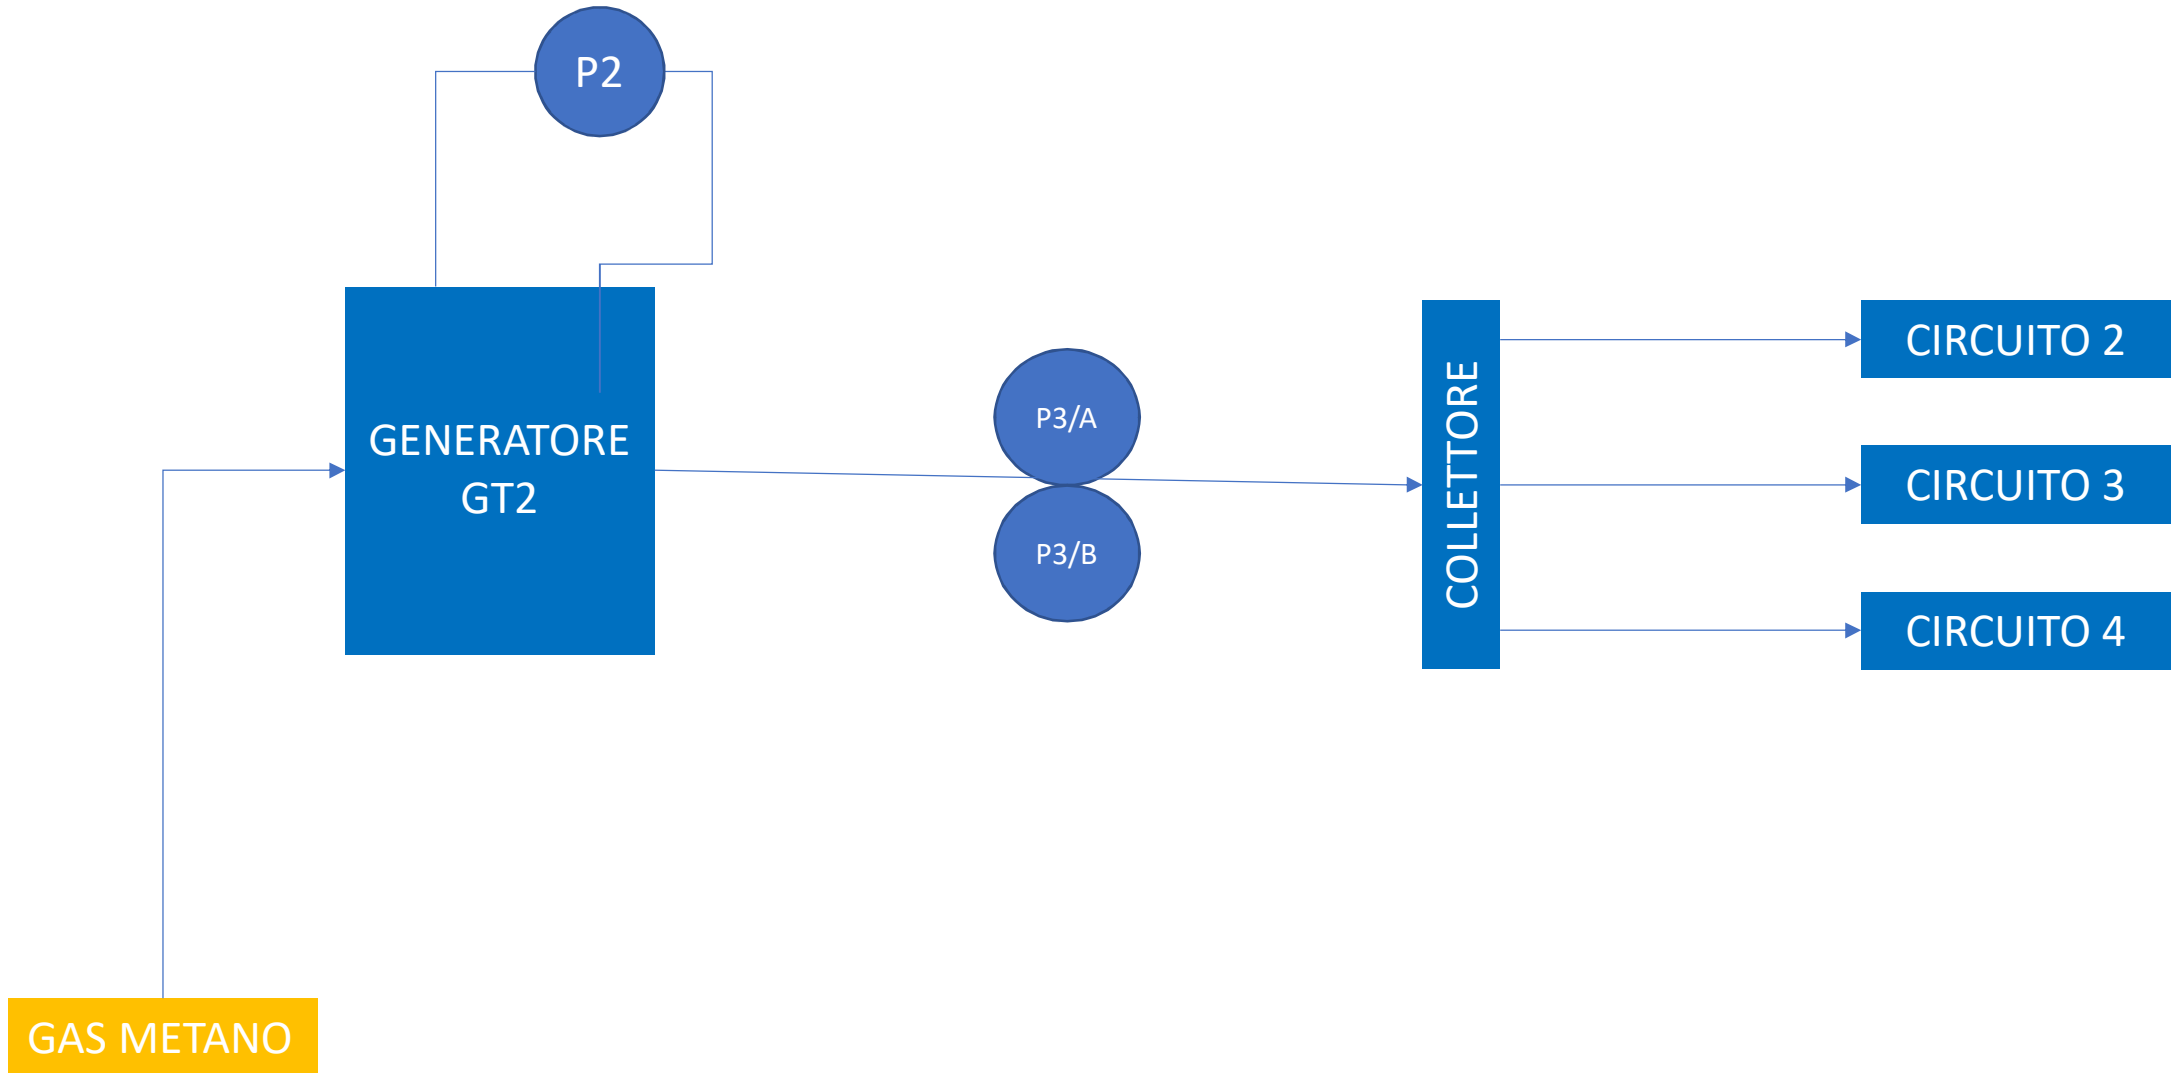 P2
GENERATORE
GT2
P3/A
P3/B
COLLETTORE
CIRCUITO 2
CIRCUITO 3
CIRCUITO 4
GAS METANO